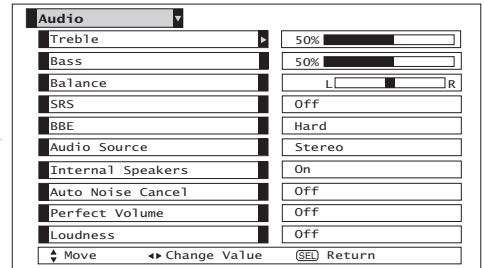 Audio
Treble 50%
Bass 50%
Balance L R
SRS Off
BBE Hard
Audio Source Stereo
Internal Speakers On
Auto Noise Cancel Off
Perfect Volume Off
Loudness Off
Move Change Value SEL Return